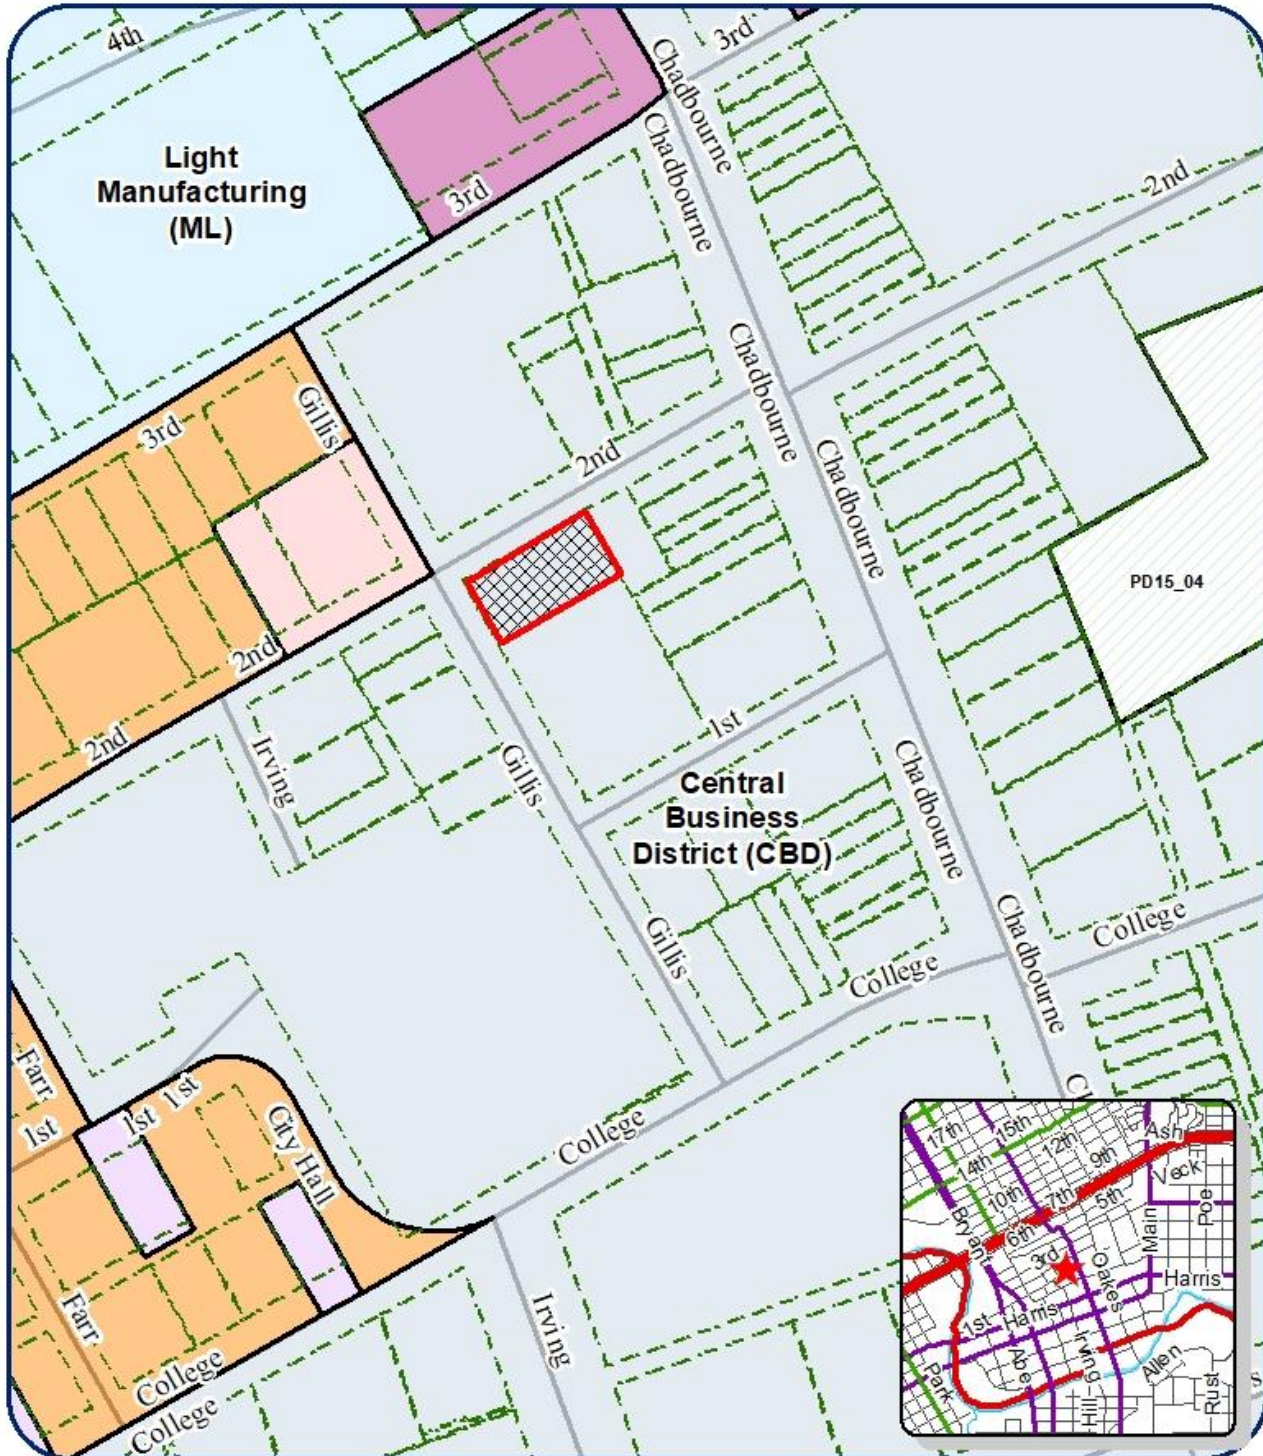 4th
3rd
Chadbourne
Chadbourne
Light
Manufacturing
(ML)
3rd
2nd
Chadbourne
Chadbourne
Gillis
3rd
2nd
PD15_04
2nd
2nd
Irving
Gillis
1st
Central
Business
District (CBD)
Chadbourne
Chadbourne
College
Gillis
College
Farr
1st
1st
1st
City Hall
College
Farr
College
College
Irving
17th
15th
12th
Ash
14th
9th
Veck
10th
7th
5th
Bryant
6th
Main
Poe
3rd
Oakes
Harris
1st
Harris
Park
Abe
Irving
Hill
Allen
Rust